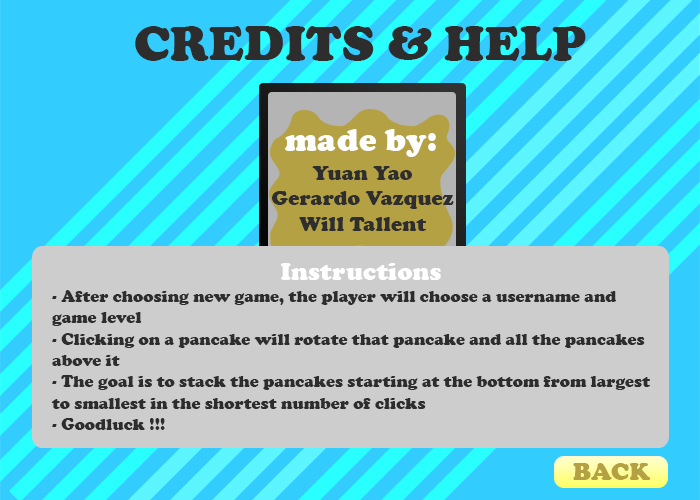 CREDITS & HELP
made by:
Yuan Yao
Gerardo Vazquez
Will Tallent
Instructions
- After choosing new game, the player will choose a username and
game level
- Clicking on a pancake will rotate that pancake and all the pancakes
above it
- The goal is to stack the pancakes starting at the bottom from largest
to smallest in the shortest number of clicks
- Goodluck !!!
BACK